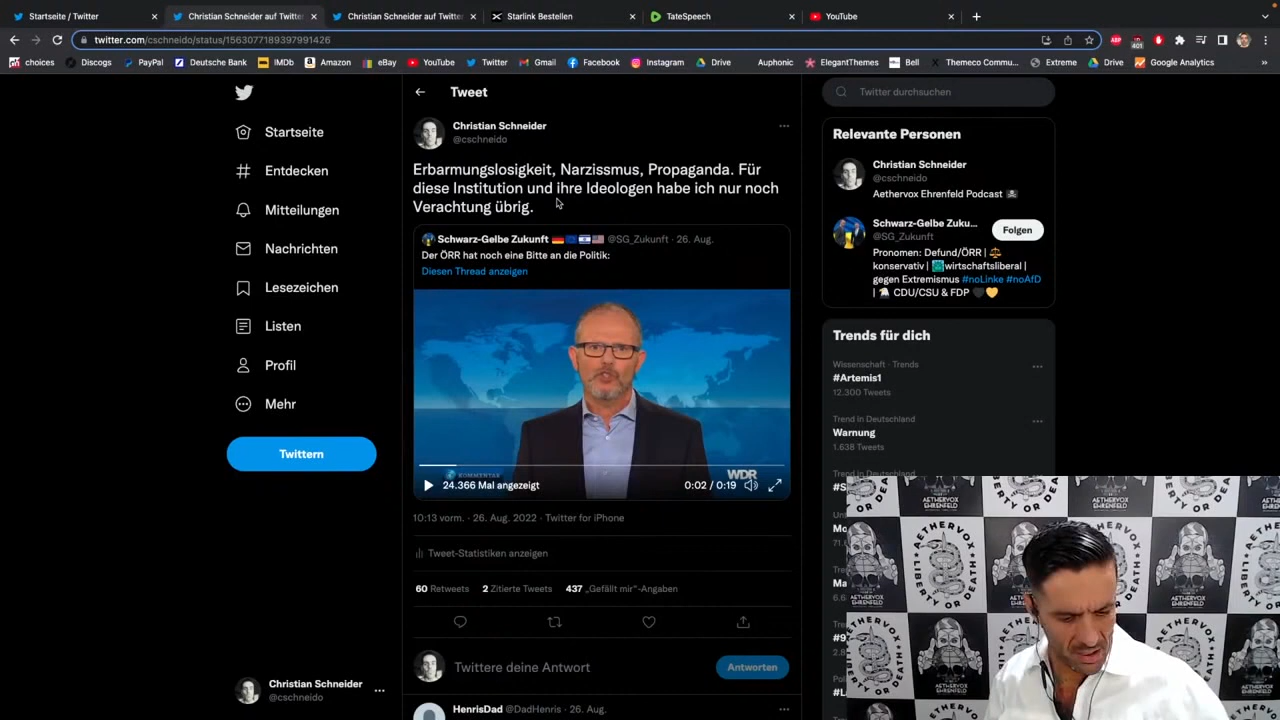 Startseite / Twitter
Christian Schneider auf Twitte
Christian Schneider auf Twitte
Starlink Bestellen
TateSpeech
YouTube
twitter.com/cschneido/status/1563077189397991426
choices
Discogs
PayPal
Deutsche Bank
IMDb
Amazon
eBay
YouTube
Twitter
Gmail
Facebook
Instagram
Drive
Auphonic
ElegantThemes
Bell
Themeco Commu...
Extreme
Drive
Google Analytics
Startseite
Entdecken
Mitteilungen
Nachrichten
Lesezeichen
Listen
Profil
Mehr
Twittern
Christian Schneider
@cschneido
Tweet
Christian Schneider
@cschneido
Erbarmungslosigkeit, Narzissmus, Propaganda. Für
diese Institution und ihre Ideologen habe ich nur noch
Verachtung übrig.
Schwarz-Gelbe Zukunft @SG_Zukunft · 26. Aug.
Der ÖRR hat noch eine Bitte an die Politik:
Diesen Thread anzeigen
KOMMENTAR
WDR
24.366 Mal angezeigt
0:02 / 0:19
10:13 vorm. · 26. Aug. 2022 · Twitter for iPhone
Tweet-Statistiken anzeigen
60 Retweets 2 Zitierte Tweets 437 „Gefällt mir“-Angaben
Twittere deine Antwort
Antworten
HenrisDad @DadHenris · 26. Aug.
Twitter durchsuchen
Relevante Personen
Christian Schneider
@cschneido
Aethervox Ehrenfeld Podcast
Schwarz-Gelbe Zuku...
@SG_Zukunft
Folgen
Pronomen: Defund/ÖRR |
konservativ | wirtschaftsliberal |
gegen Extremismus #noLinke #noAfD
| CDU/CSU & FDP
Trends für dich
Wissenschaft · Trends
#Artemis1
12.300 Tweets
Trend in Deutschland
Warnung
1.638 Tweets
Trend in Deutschland
AETHERVOX
EHRENFELD
LIBERTY OR DEATH